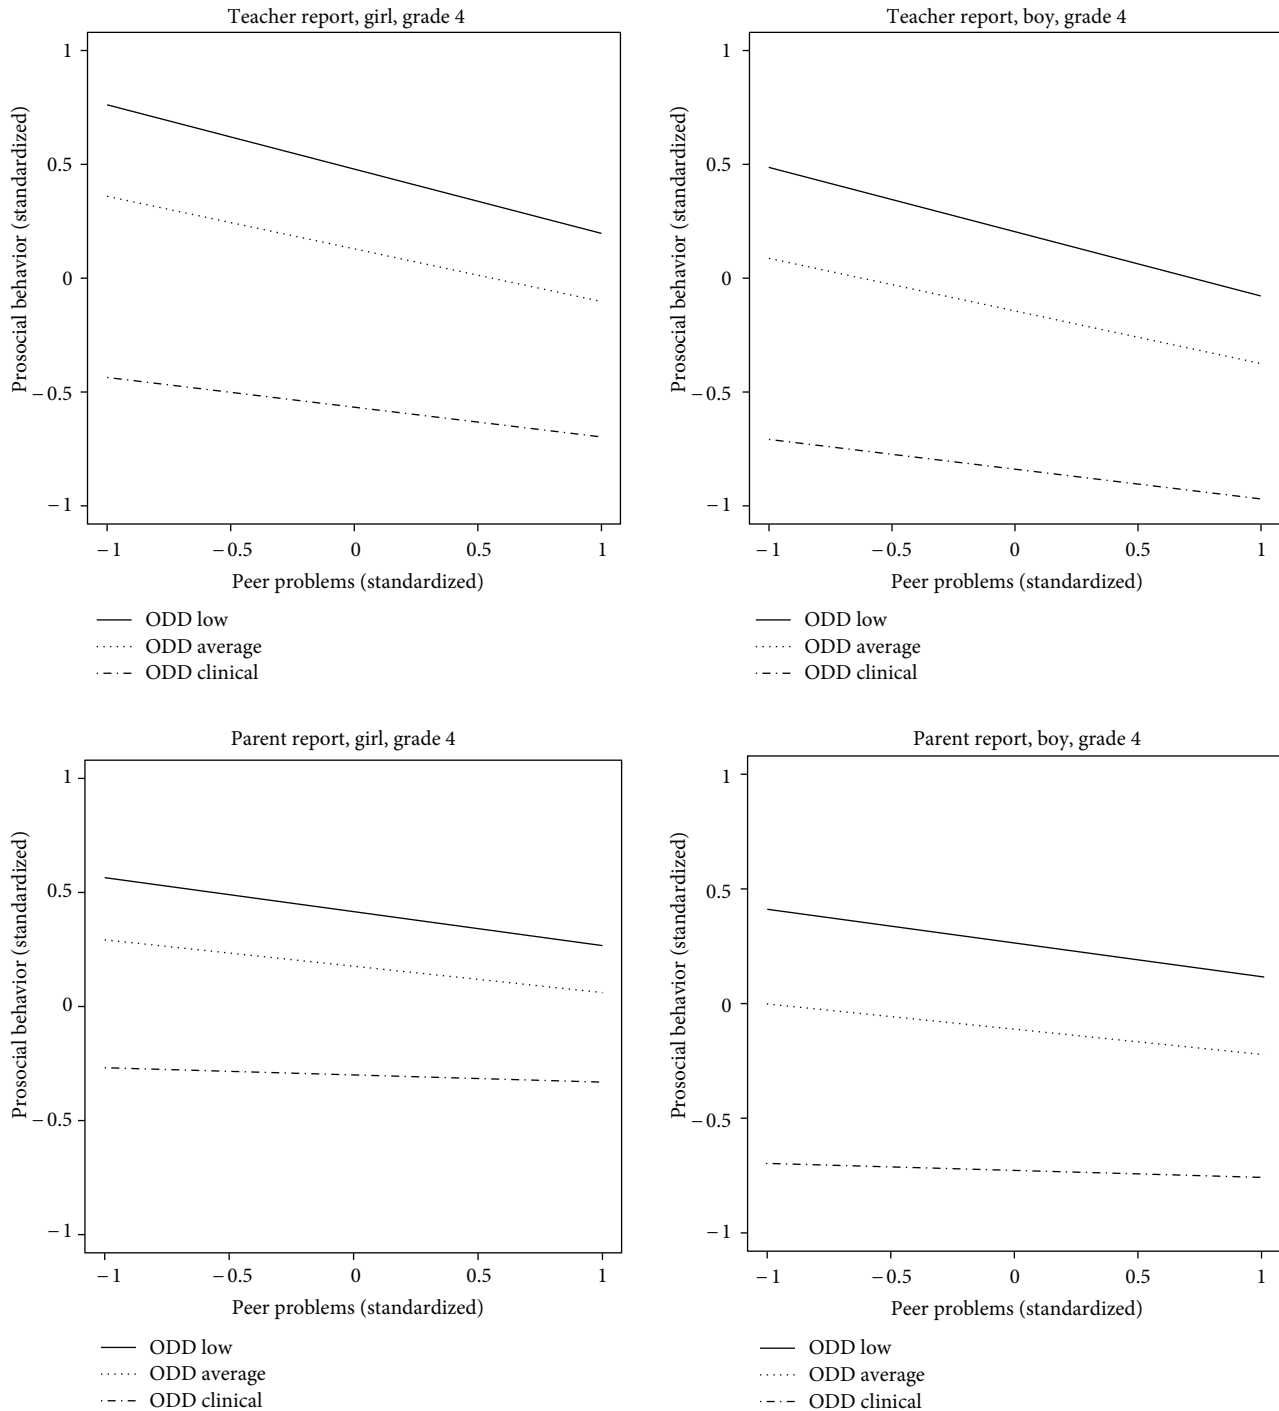 Teacher report, girl, grade 4
Prosocial behavior (standardized)
1
0.5
0
−0.5
−1
−1
−0.5
0
0.5
1
Peer problems (standardized)
ODD low
ODD average
ODD clinical
Teacher report, boy, grade 4
Prosocial behavior (standardized)
1
0.5
0
−0.5
−1
−1
−0.5
0
0.5
1
Peer problems (standardized)
ODD low
ODD average
ODD clinical
Parent report, girl, grade 4
Prosocial behavior (standardized)
1
0.5
0
−0.5
−1
−1
−0.5
0
0.5
1
Peer problems (standardized)
ODD low
ODD average
ODD clinical
Parent report, boy, grade 4
Prosocial behavior (standardized)
1
0.5
0
−0.5
−1
−1
−0.5
0
0.5
1
Peer problems (standardized)
ODD low
ODD average
ODD clinical